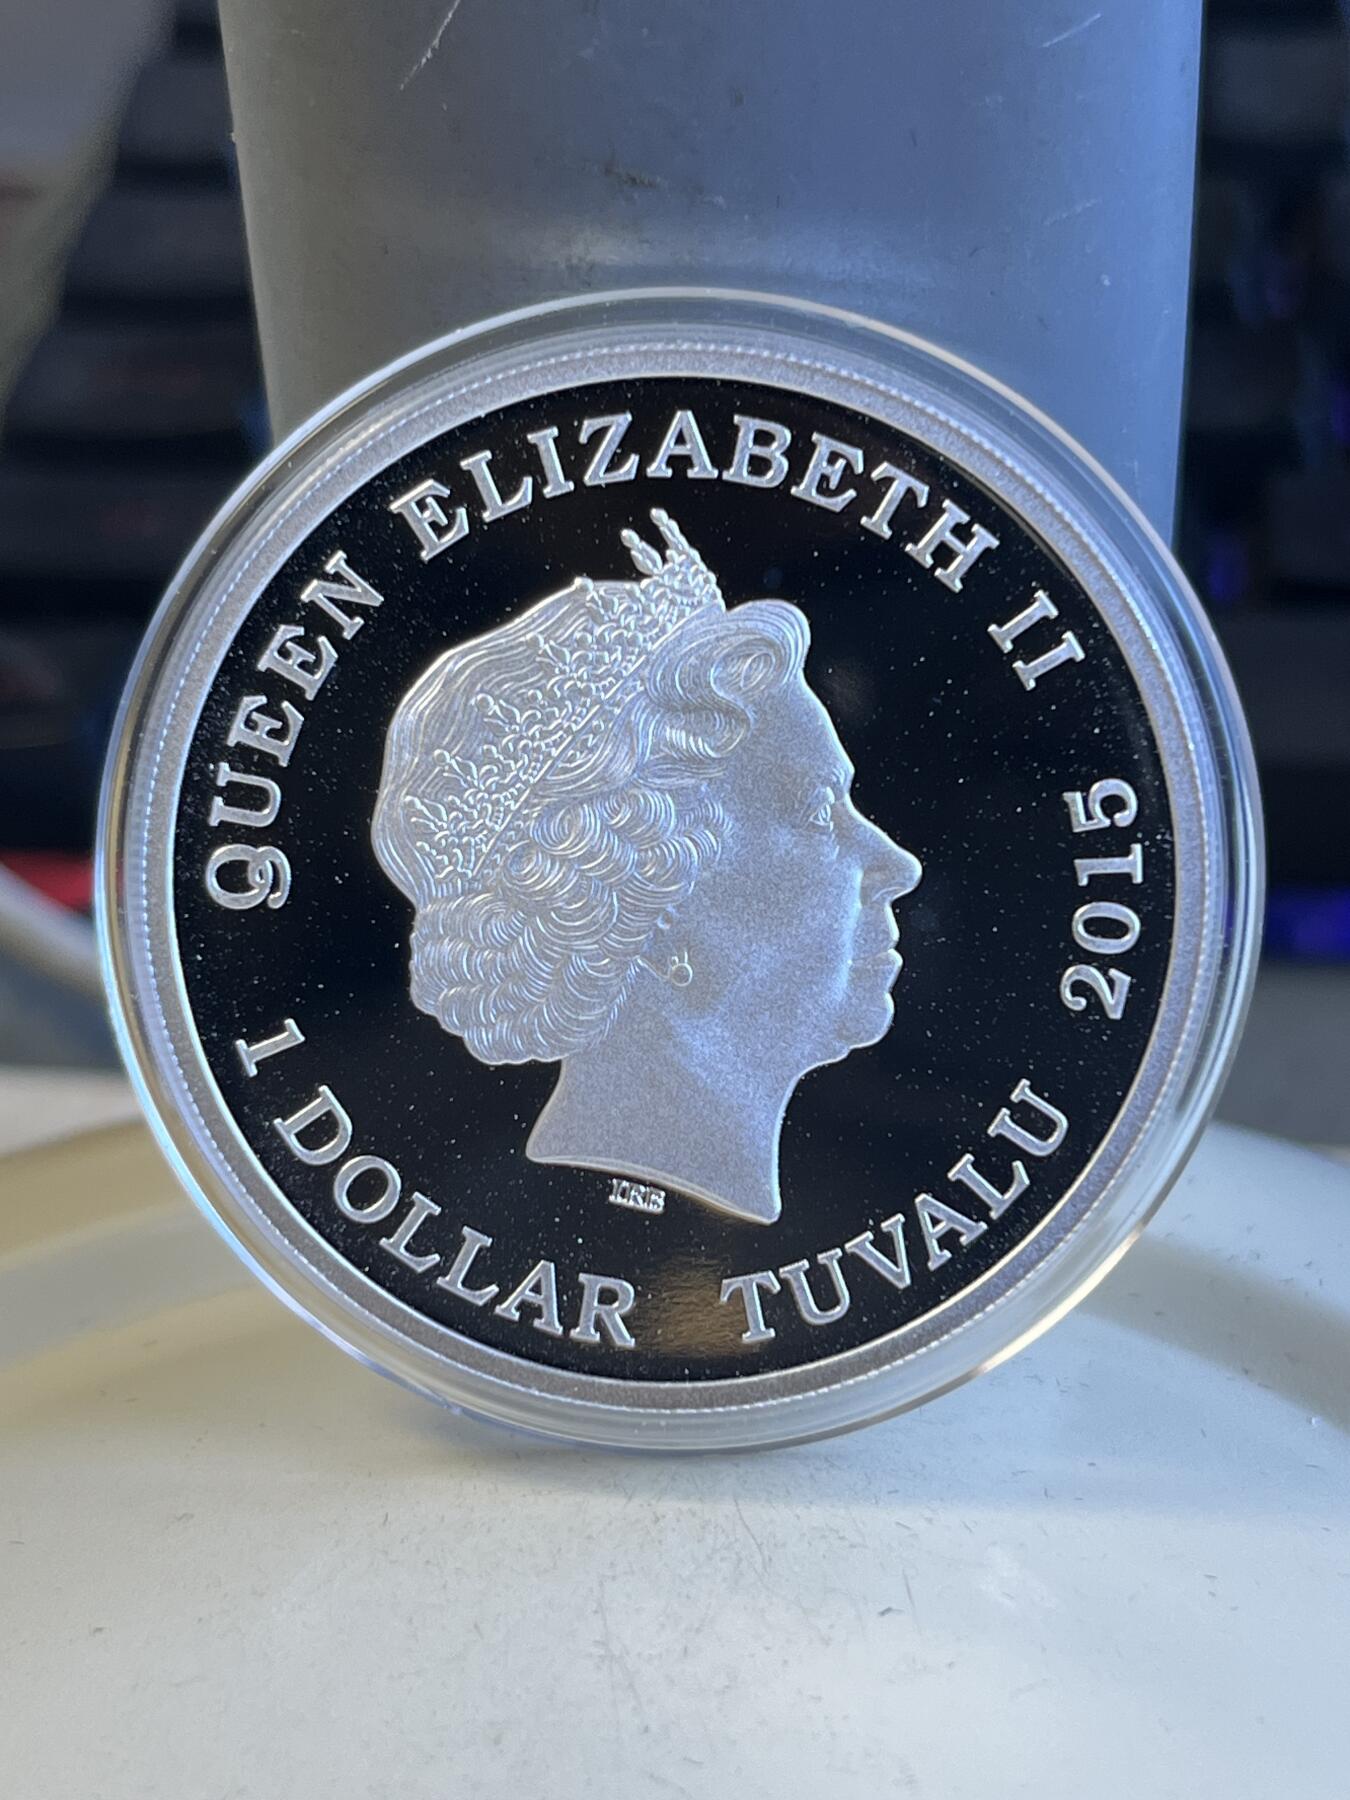 QUEEN ELIZABETH II 2015
1 DOLLAR TUVALU
IRB